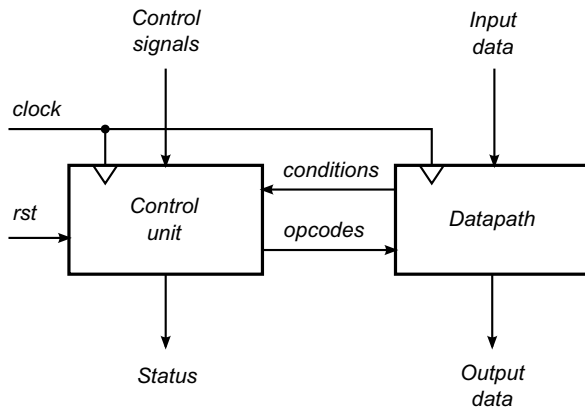 Control
signals
Input
data
clock
conditions
rst
Control
unit
opcodes
Datapath
Status
Output
data